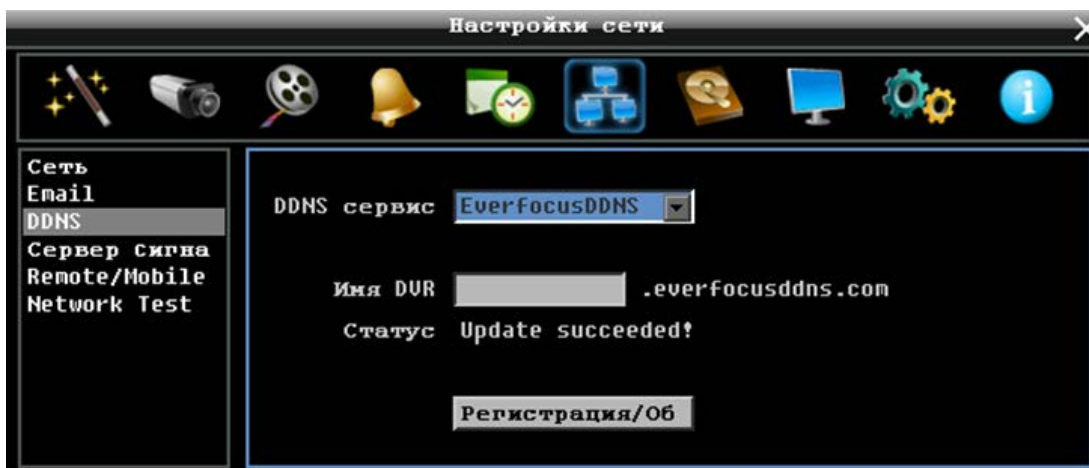 Настройки сети
Сеть
Email
DDNS
Сервер Сигна
Remote/Mobile
Network Test
DDNS сервис EverfocusDDNS
Имя DVR .everfocusddns.com
Статус Update succeeded!
Регистрация/Об